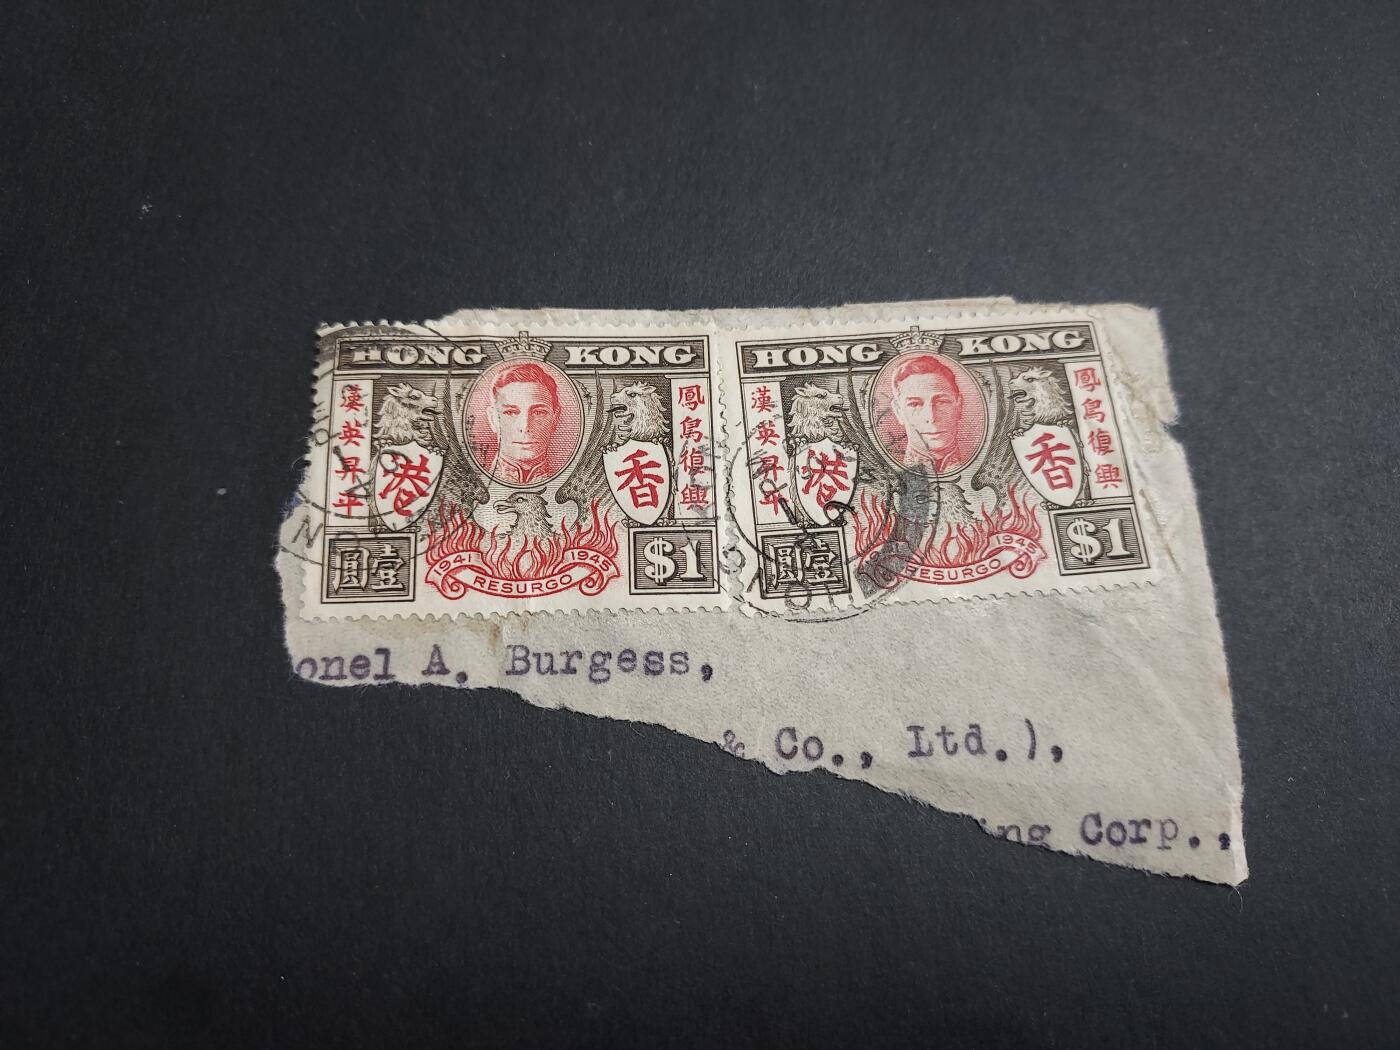 HONG KONG
漢英昇平
鳳鳥復興
香港
1941 RESURGO 1945
壹圓
$1
HONG KONG
漢英昇平
鳳鳥復興
香港
1945
RESURGO
壹圓
$1
onel A. Burgess,
& Co., Ltd.),
ng Corp.,